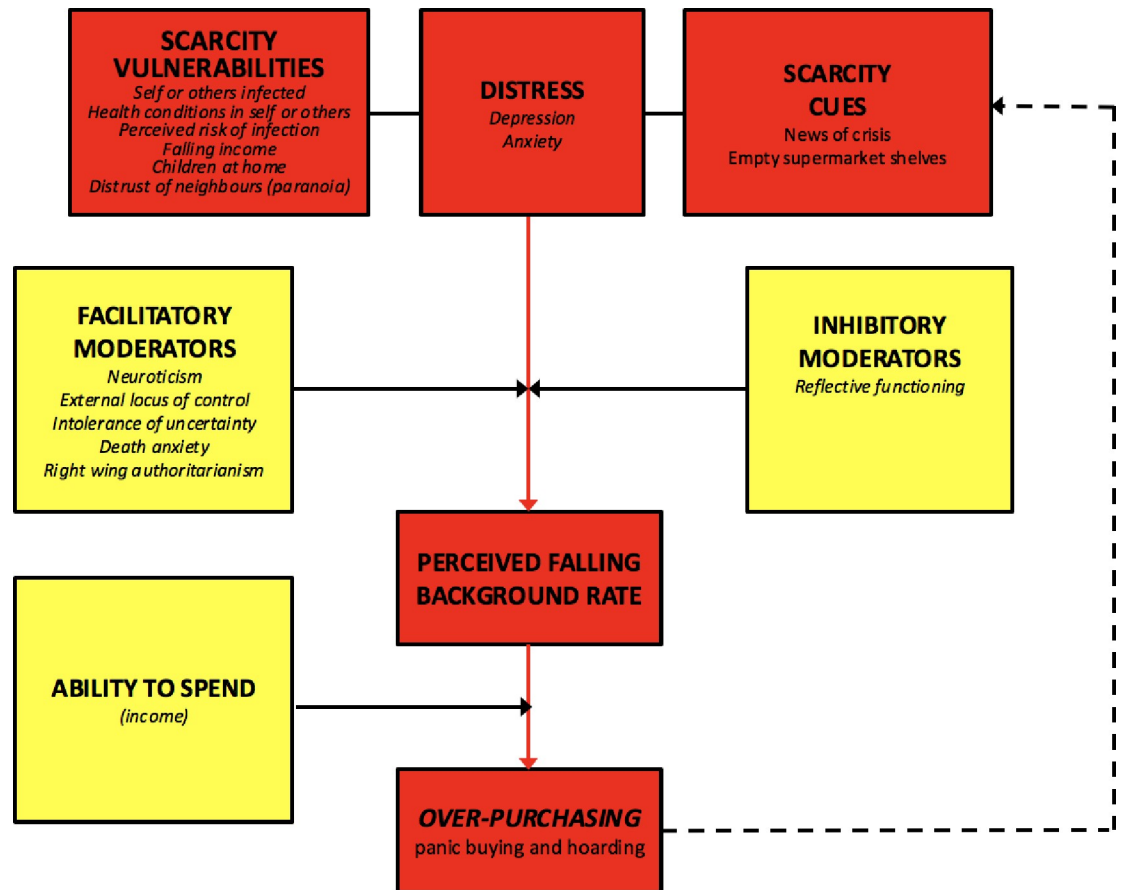 SCARCITY
VULNERABILITIES
Self or others infected
Health conditions in self or others
Perceived risk of infection
Falling income
Children at home
Distrust of neighbours (paranoia)
DISTRESS
Depression
Anxiety
SCARCITY
CUES
News of crisis
Empty supermarket shelves
FACILITATORY
MODERATORS
Neuroticism
External locus of control
Intolerance of uncertainty
Death anxiety
Right wing authoritarianism
INHIBITORY
MODERATORS
Reflective functioning
PERCEIVED FALLING
BACKGROUND RATE
ABILITY TO SPEND
(income)
OVER-PURCHASING
panic buying and hoarding